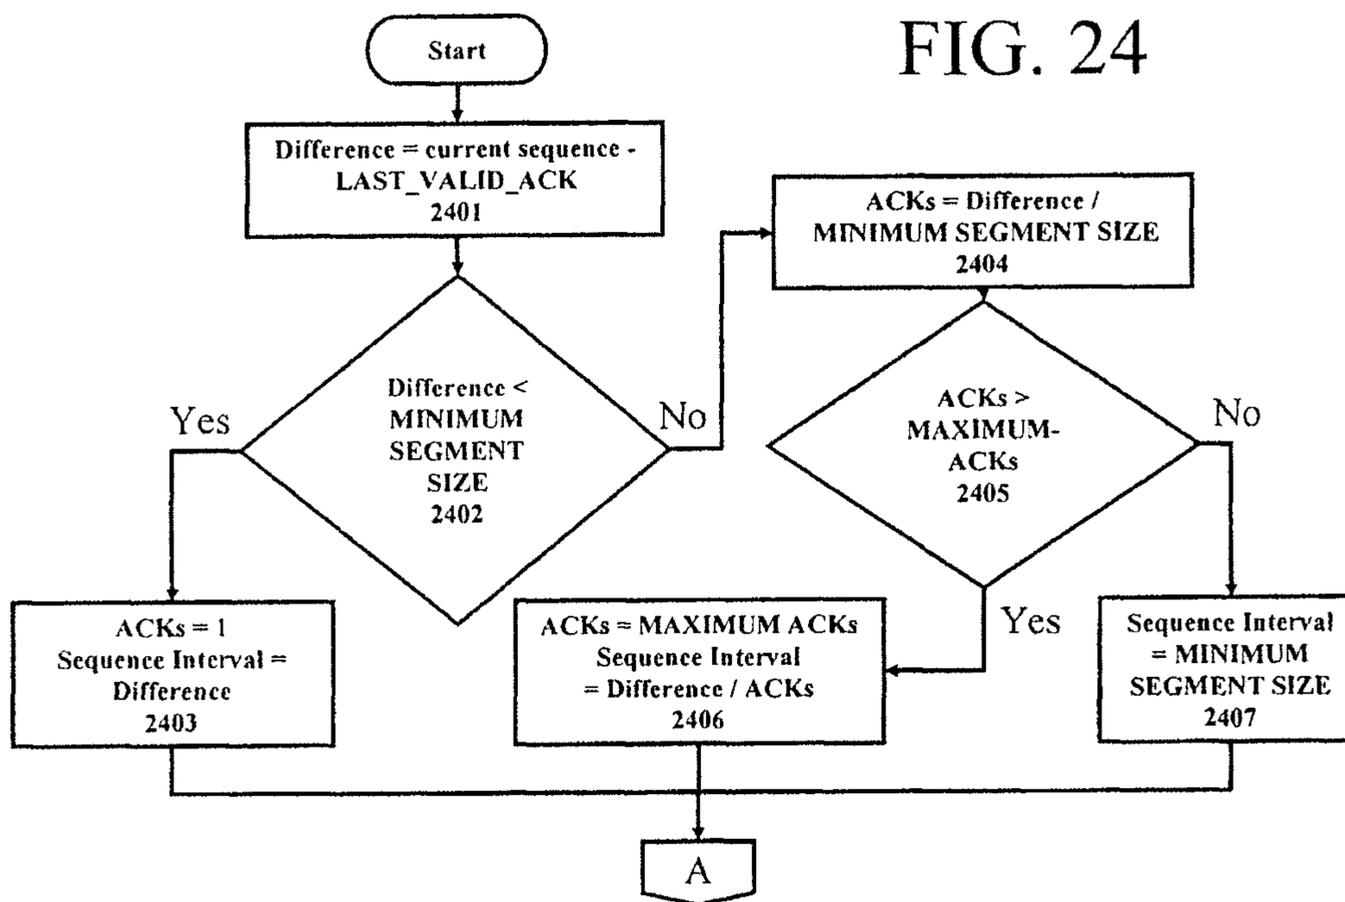 FIG. 24
Start
Difference = current sequence -
LAST_VALID_ACK
2401
ACKs = Difference /
MINIMUM SEGMENT SIZE
2404
Difference <
MINIMUM
SEGMENT
SIZE
2402
Yes
No
ACKs >
MAXIMUM-
ACKs
2405
No
Yes
ACKs = 1
Sequence Interval =
Difference
2403
ACKs = MAXIMUM ACKs
Sequence Interval
= Difference / ACKs
2406
Sequence Interval
= MINIMUM
SEGMENT SIZE
2407
A